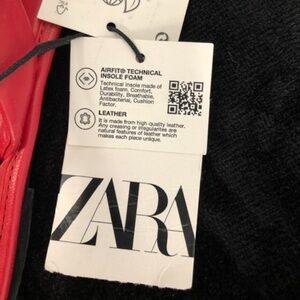 AIRFIT® TECHNICAL
INSOLE FOAM
Technical insole made of
Latex foam, Comfort,
Durability, Breathable,
Antibacterial, Cushion
Factor.
LEATHER
It is made from high quality leather.
Any creasing or irregularites are
natural features of leather which
makes each piece unique.
ZARA